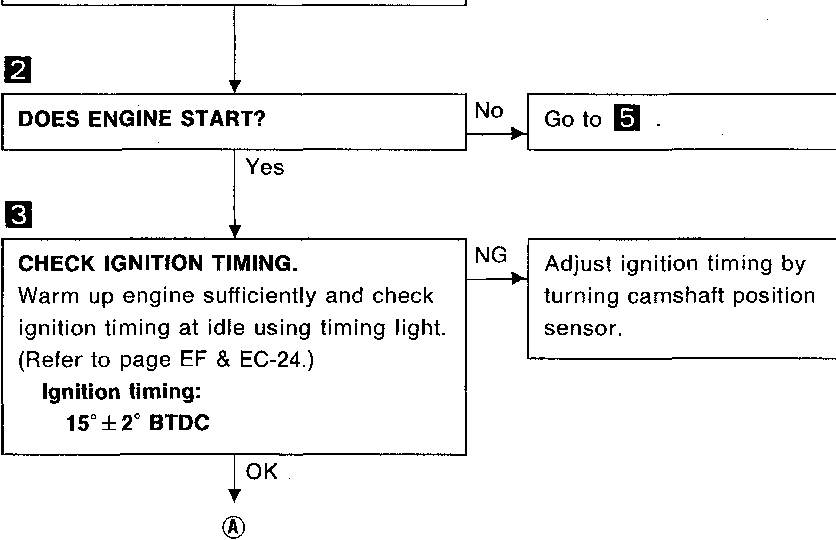 2
DOES ENGINE START?
No
Go to 5 .
Yes
3
CHECK IGNITION TIMING.
Warm up engine sufficiently and check
ignition timing at idle using timing light.
(Refer to page EF & EC-24.)
Ignition timing:
15°±2° BTDC
NG
Adjust ignition timing by
turning camshaft position
sensor.
OK
A